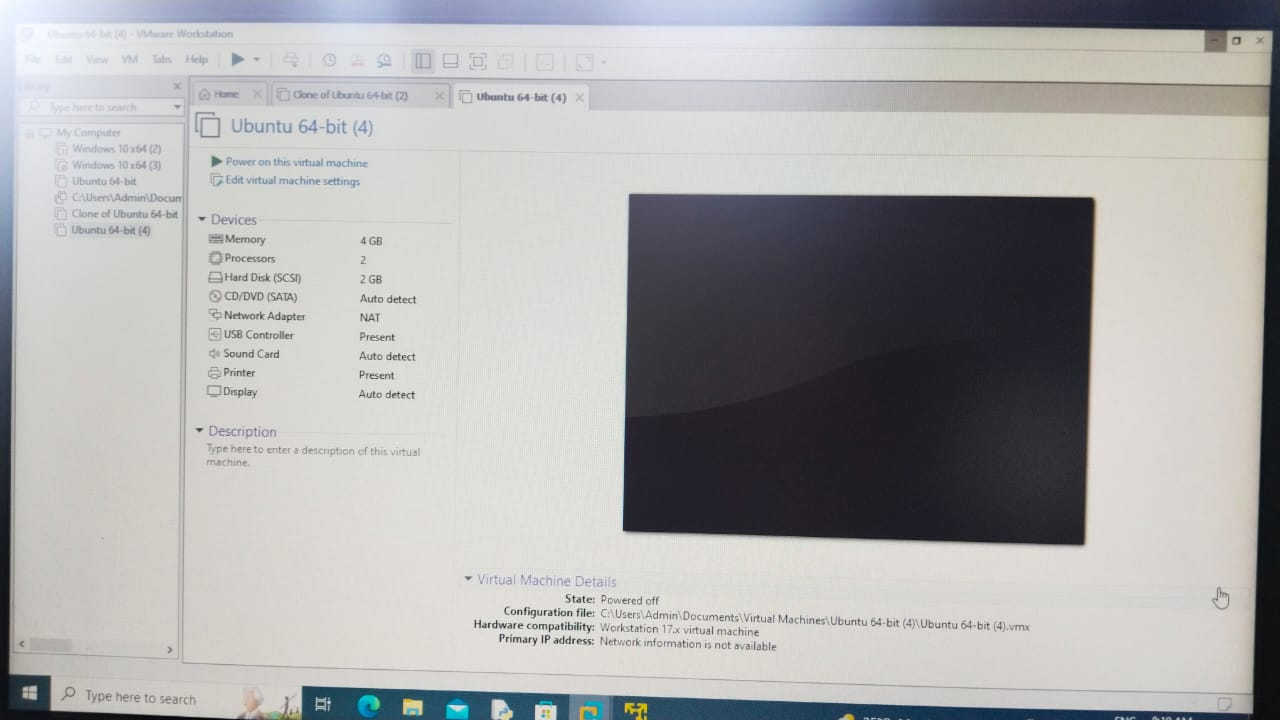 Ubuntu 64-bit (4) - VMware Workstation
File Edit View VM Tabs Help
Library
Type here to search
Home
Clone of Ubuntu 64-bit (2)
Ubuntu 64-bit (4)
My Computer
Windows 10 x64 (2)
Windows 10 x64 (3)
Ubuntu 64-bit
C:\Users\Admin\Docum
Clone of Ubuntu 64-bit
Ubuntu 64-bit (4)
Ubuntu 64-bit (4)
Power on this virtual machine
Edit virtual machine settings
Devices
Memory 4 GB
Processors 2
Hard Disk (SCSI) 2 GB
CD/DVD (SATA) Auto detect
Network Adapter NAT
USB Controller Present
Sound Card Auto detect
Printer Present
Display Auto detect
Description
Type here to enter a description of this virtual
machine.
Virtual Machine Details
State: Powered off
Configuration file: C:\Users\Admin\Documents\Virtual Machines\Ubuntu 64-bit (4)\Ubuntu 64-bit (4).vmx
Hardware compatibility: Workstation 17.x virtual machine
Primary IP address: Network information is not available
Type here to search
ENG